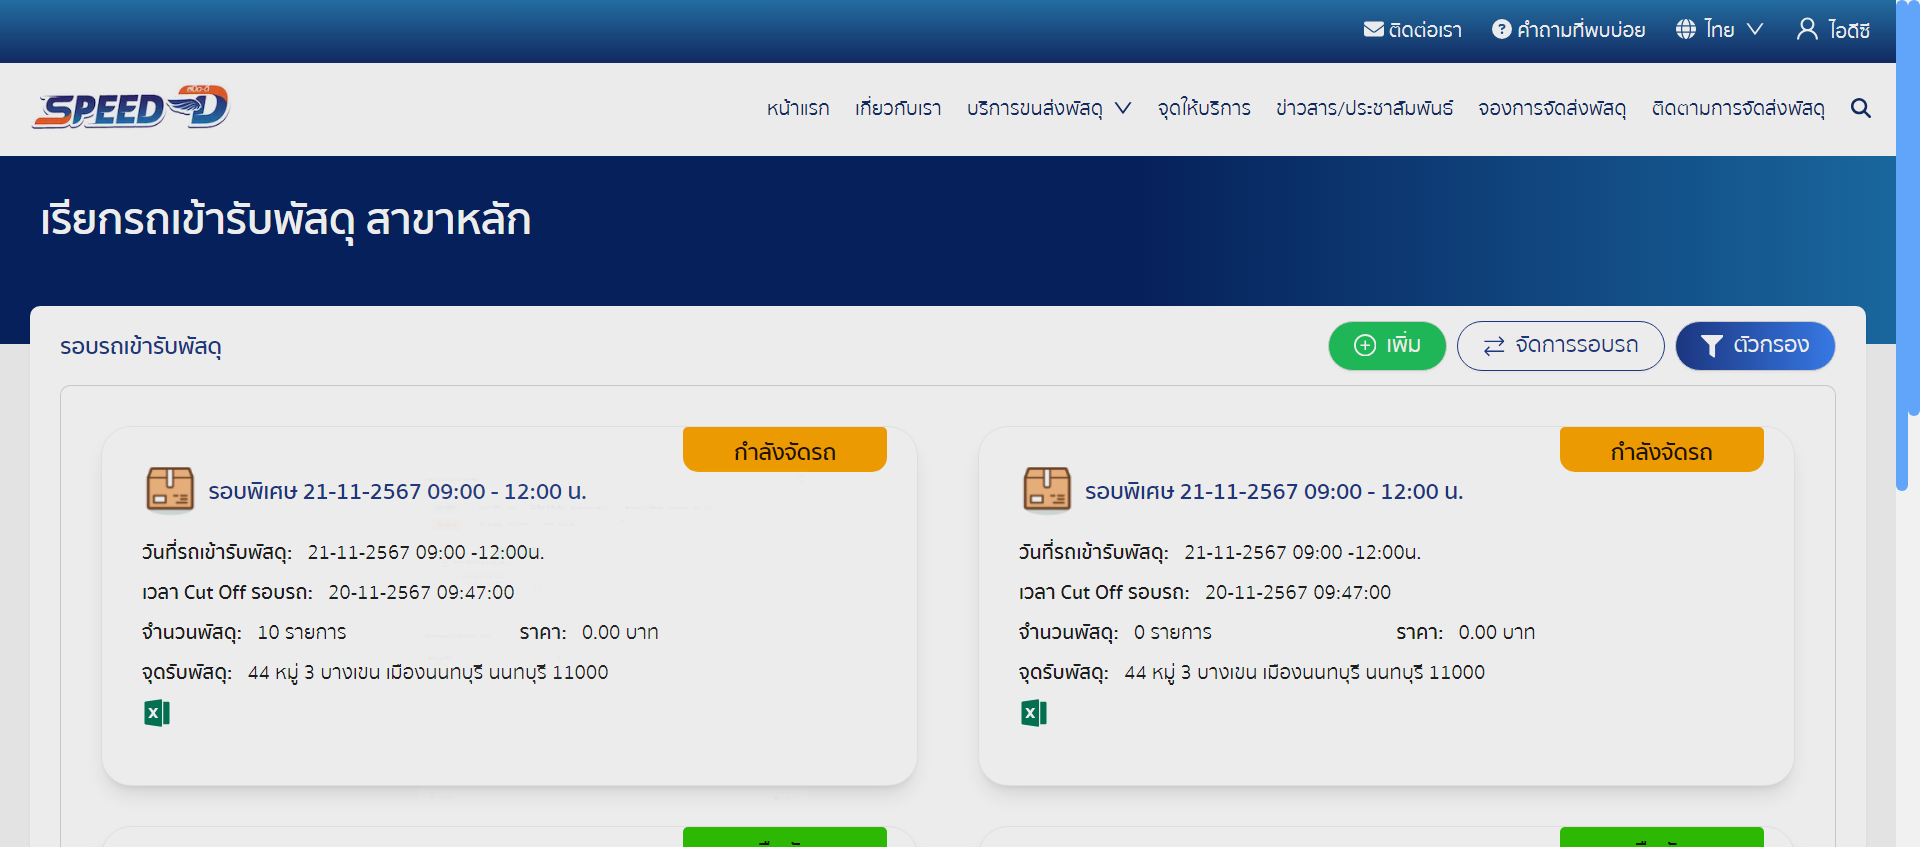 ติดต่อเรา คำถามที่พบบ่อย ไทย ไอดีซี
SPEED-D สปีด-ดี
หน้าแรก เกี่ยวกับเรา บริการขนส่งพัสดุ จุดให้บริการ ข่าวสาร/ประชาสัมพันธ์ จองการจัดส่งพัสดุ ติดตามการจัดส่งพัสดุ
เรียกรถเข้ารับพัสดุ สาขาหลัก
รอบรถเข้ารับพัสดุ เพิ่ม จัดการรอบรถ ตัวกรอง
กำลังจัดรถ
รอบพิเศษ 21-11-2567 09:00 - 12:00 น.
วันที่รถเข้ารับพัสดุ: 21-11-2567 09:00 -12:00น.
เวลา Cut Off รอบรถ: 20-11-2567 09:47:00
จำนวนพัสดุ: 10 รายการ ราคา: 0.00 บาท
จุดรับพัสดุ: 44 หมู่ 3 บางเขน เมืองนนทบุรี นนทบุรี 11000
กำลังจัดรถ
รอบพิเศษ 21-11-2567 09:00 - 12:00 น.
วันที่รถเข้ารับพัสดุ: 21-11-2567 09:00 -12:00น.
เวลา Cut Off รอบรถ: 20-11-2567 09:47:00
จำนวนพัสดุ: 0 รายการ ราคา: 0.00 บาท
จุดรับพัสดุ: 44 หมู่ 3 บางเขน เมืองนนทบุรี นนทบุรี 11000